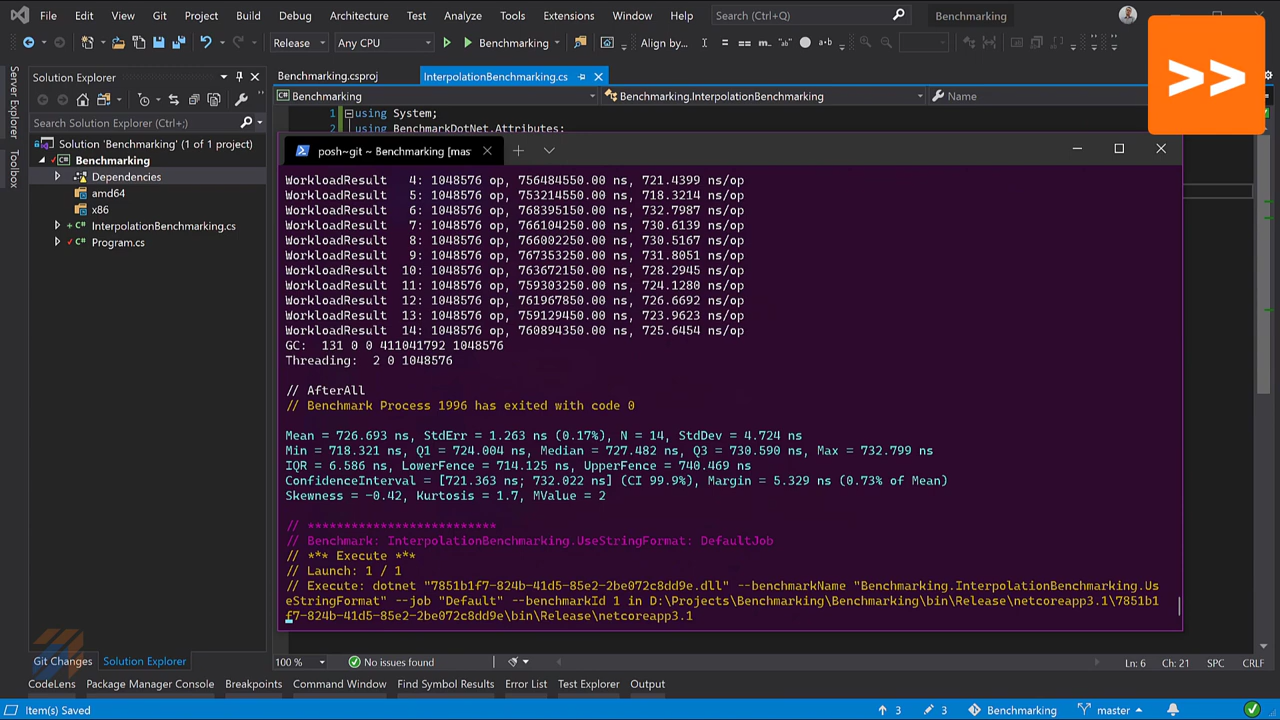 File Edit View Git Project Build Debug Architecture Test Analyze Tools Extensions Window Help Search (Ctrl+Q) Benchmarking
Release Any CPU Benchmarking Align by...
>>
Server Explorer
Toolbox
Solution Explorer
Search Solution Explorer (Ctrl+;)
Solution 'Benchmarking' (1 of 1 project)
Benchmarking
Dependencies
amd64
x86
InterpolationBenchmarking.cs
Program.cs
Benchmarking.csproj InterpolationBenchmarking.cs
Benchmarking Benchmarking.InterpolationBenchmarking Name
1 using System;
2 using BenchmarkDotNet.Attributes;
posh~git ~ Benchmarking [mas
WorkloadResult 4: 1048576 op, 756484550.00 ns, 721.4399 ns/op
WorkloadResult 5: 1048576 op, 753214550.00 ns, 718.3214 ns/op
WorkloadResult 6: 1048576 op, 768395150.00 ns, 732.7987 ns/op
WorkloadResult 7: 1048576 op, 766104250.00 ns, 730.6139 ns/op
WorkloadResult 8: 1048576 op, 766002250.00 ns, 730.5167 ns/op
WorkloadResult 9: 1048576 op, 767353250.00 ns, 731.8051 ns/op
WorkloadResult 10: 1048576 op, 763672150.00 ns, 728.2945 ns/op
WorkloadResult 11: 1048576 op, 759303250.00 ns, 724.1280 ns/op
WorkloadResult 12: 1048576 op, 761967850.00 ns, 726.6692 ns/op
WorkloadResult 13: 1048576 op, 759129450.00 ns, 723.9623 ns/op
WorkloadResult 14: 1048576 op, 760894350.00 ns, 725.6454 ns/op
GC: 131 0 0 411041792 1048576
Threading: 2 0 1048576
// AfterAll
// Benchmark Process 1996 has exited with code 0
Mean = 726.693 ns, StdErr = 1.263 ns (0.17%), N = 14, StdDev = 4.724 ns
Min = 718.321 ns, Q1 = 724.004 ns, Median = 727.482 ns, Q3 = 730.590 ns, Max = 732.799 ns
IQR = 6.586 ns, LowerFence = 714.125 ns, UpperFence = 740.469 ns
ConfidenceInterval = [721.363 ns; 732.022 ns] (CI 99.9%), Margin = 5.329 ns (0.73% of Mean)
Skewness = -0.42, Kurtosis = 1.7, MValue = 2
// **************************
// Benchmark: InterpolationBenchmarking.UseStringFormat: DefaultJob
// *** Execute ***
// Launch: 1 / 1
// Execute: dotnet "7851b1f7-824b-41d5-85e2-2be072c8dd9e.dll" --benchmarkName "Benchmarking.InterpolationBenchmarking.Us
eStringFormat" --job "Default" --benchmarkId 1 in D:\Projects\Benchmarking\Benchmarking\bin\Release\netcoreapp3.1\7851b1
f7-824b-41d5-85e2-2be072c8dd9e\bin\Release\netcoreapp3.1
Git Changes Solution Explorer
100 % No issues found Ln: 6 Ch: 21 SPC CRLF
CodeLens Package Manager Console Breakpoints Command Window Find Symbol Results Error List Test Explorer Output
Item(s) Saved 3 3 Benchmarking master